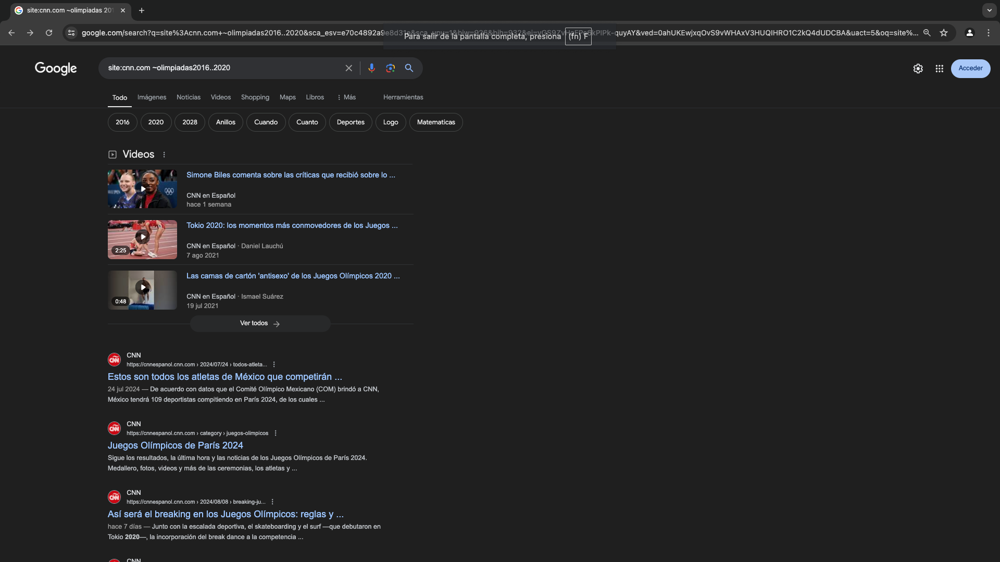 site:cnn.com ~olimpiadas 201
google.com/search?q=site%3Acnn.com+~olimpiadas2016..2020&sca_esv=e70c4892a9e8d31e&sca_upv=1&biw=926&bih=932&ei=
quyAY&ved=0ahUKEwjxqOvS9vWHAxV3HUQIHRO1C2kQ4dUDCBA&uact=5&oq=site%...
Para salir de la pantalla completa, presiona (fn) F
Google
site:cnn.com ~olimpiadas2016..2020
Acceder
Todo Imágenes Noticias Videos Shopping Maps Libros Más Herramientas
2016 2020 2028 Anillos Cuando Cuanto Deportes Logo Matematicas
Videos
Simone Biles comenta sobre las críticas que recibió sobre lo ...
CNN en Español
hace 1 semana
Tokio 2020: los momentos más conmovedores de los Juegos ...
2:25
CNN en Español · Daniel Lauchú
7 ago 2021
Las camas de cartón 'antisexo' de los Juegos Olímpicos 2020 ...
0:48
CNN en Español · Ismael Suárez
19 jul 2021
Ver todos
CNN
https://cnnespanol.cnn.com › 2024/07/24 › todos-atleta...
Estos son todos los atletas de México que competirán ...
24 jul 2024 — De acuerdo con datos que el Comité Olímpico Mexicano (COM) brindó a CNN,
México tendrá 109 deportistas compitiendo en París 2024, de los cuales ...
CNN
https://cnnespanol.cnn.com › category › juegos-olimpicos
Juegos Olímpicos de París 2024
Sigue los resultados, la última hora y las noticias de los Juegos Olímpicos de París 2024.
Medallero, fotos, videos y más de las ceremonias, los atletas y ...
CNN
https://cnnespanol.cnn.com › 2024/08/08 › breaking-ju...
Así será el breaking en los Juegos Olímpicos: reglas y ...
hace 7 días — Junto con la escalada deportiva, el skateboarding y el surf —que debutaron en
Tokio 2020—, la incorporación del break dance a la competencia ...
CNN